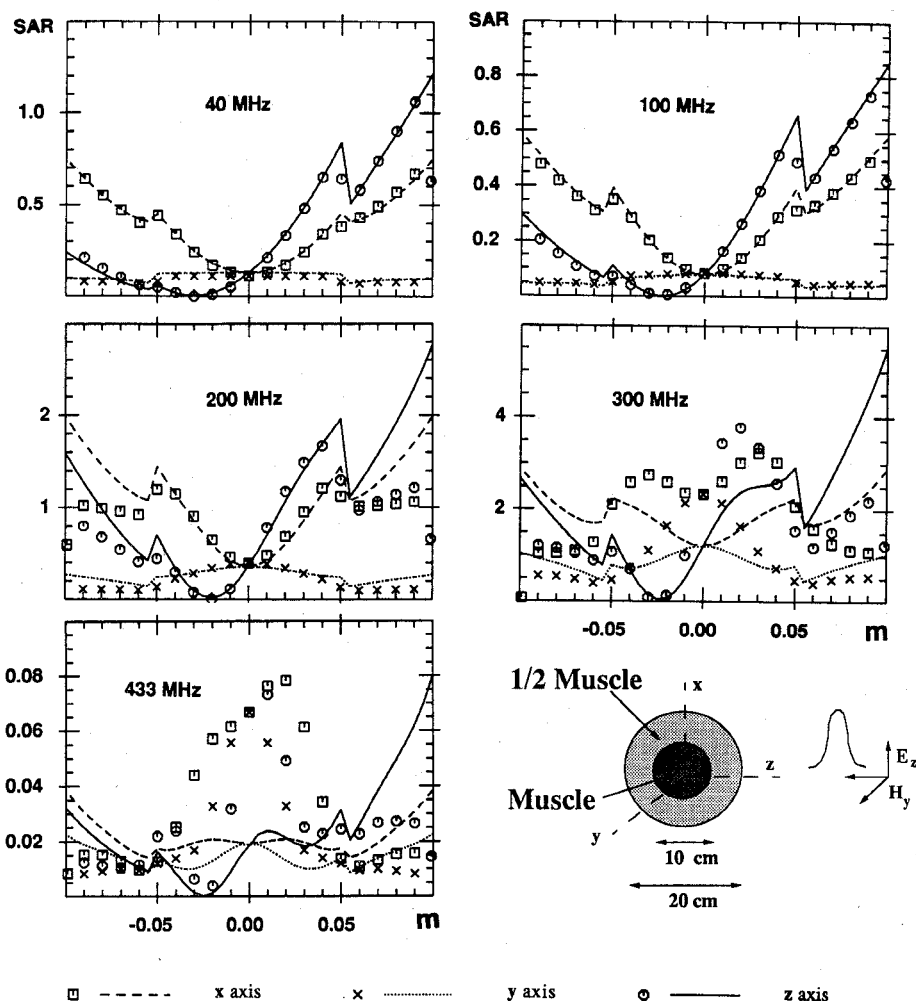 SAR
40 MHz
1.0
0.5
SAR
100 MHz
0.8
0.6
0.4
0.2
200 MHz
2
1
300 MHz
4
2
-0.05 0.00 0.05 m
433 MHz
0.08
0.06
0.04
0.02
-0.05 0.00 0.05 m
1/2 Muscle
Muscle
x
z
y
10 cm
20 cm
E z
H y
x axis
y axis
z axis